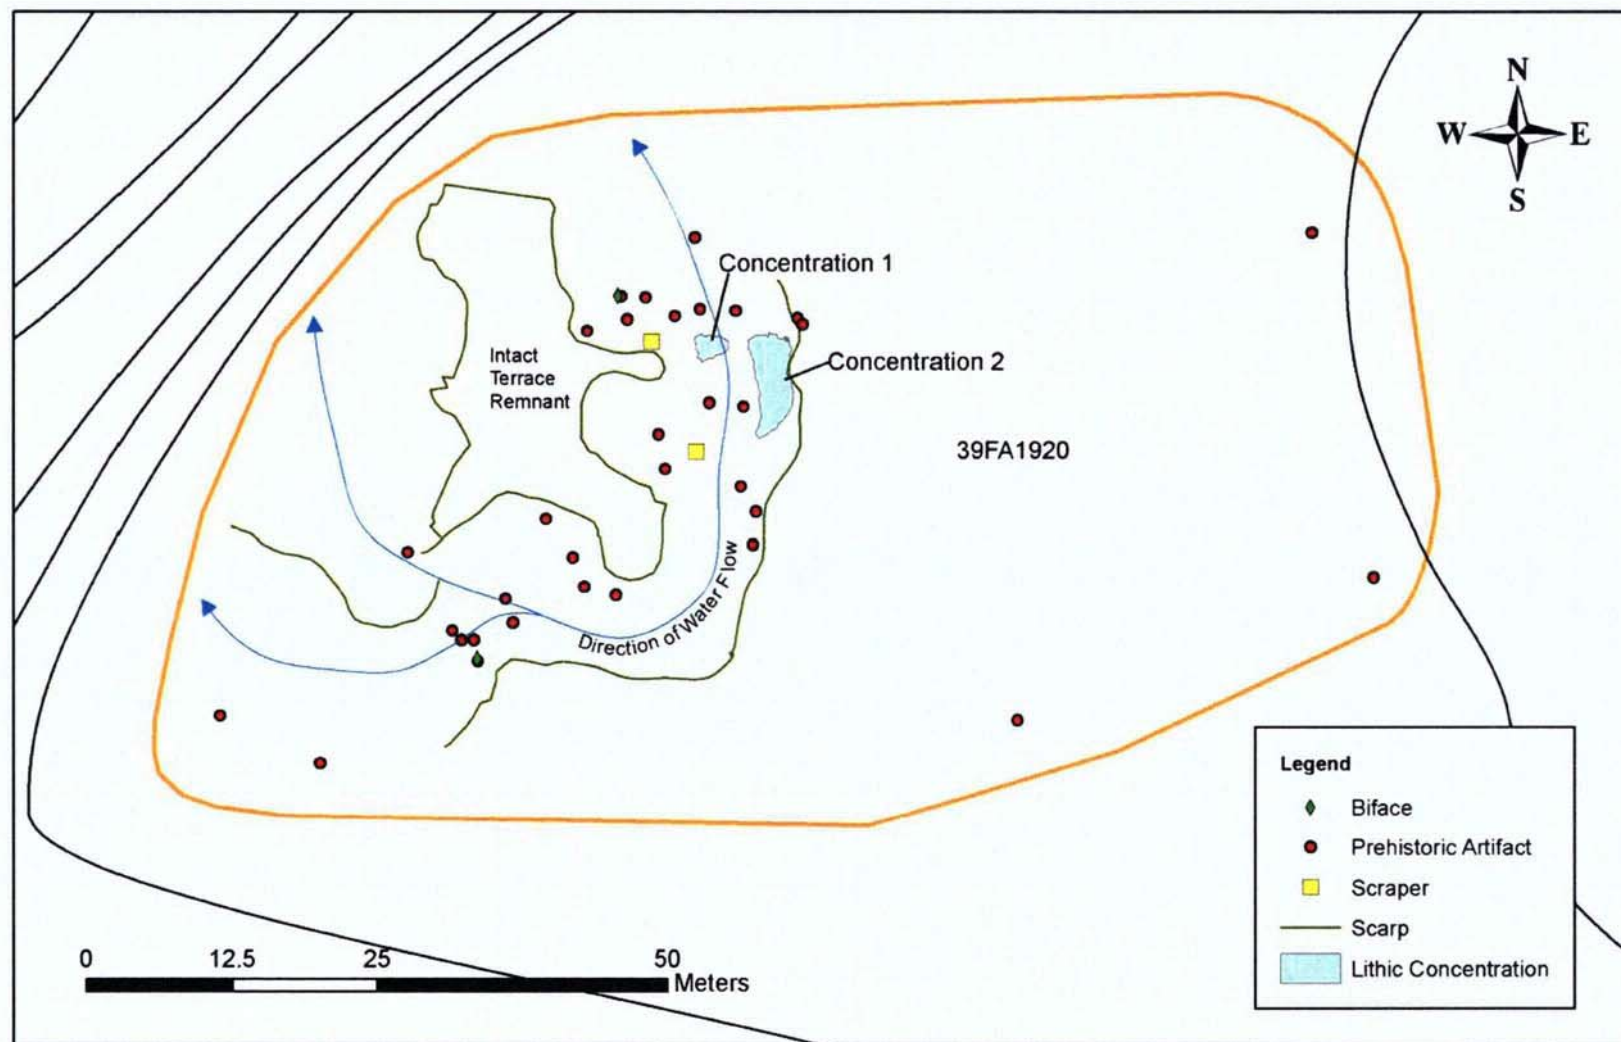 N
W E
S
Concentration 1
Intact
Terrace
Remnant
Concentration 2
39FA1920
Direction of Water Flow
Legend
Biface
Prehistoric Artifact
Scraper
Scarp
Lithic Concentration
0 12.5 25 50
Meters